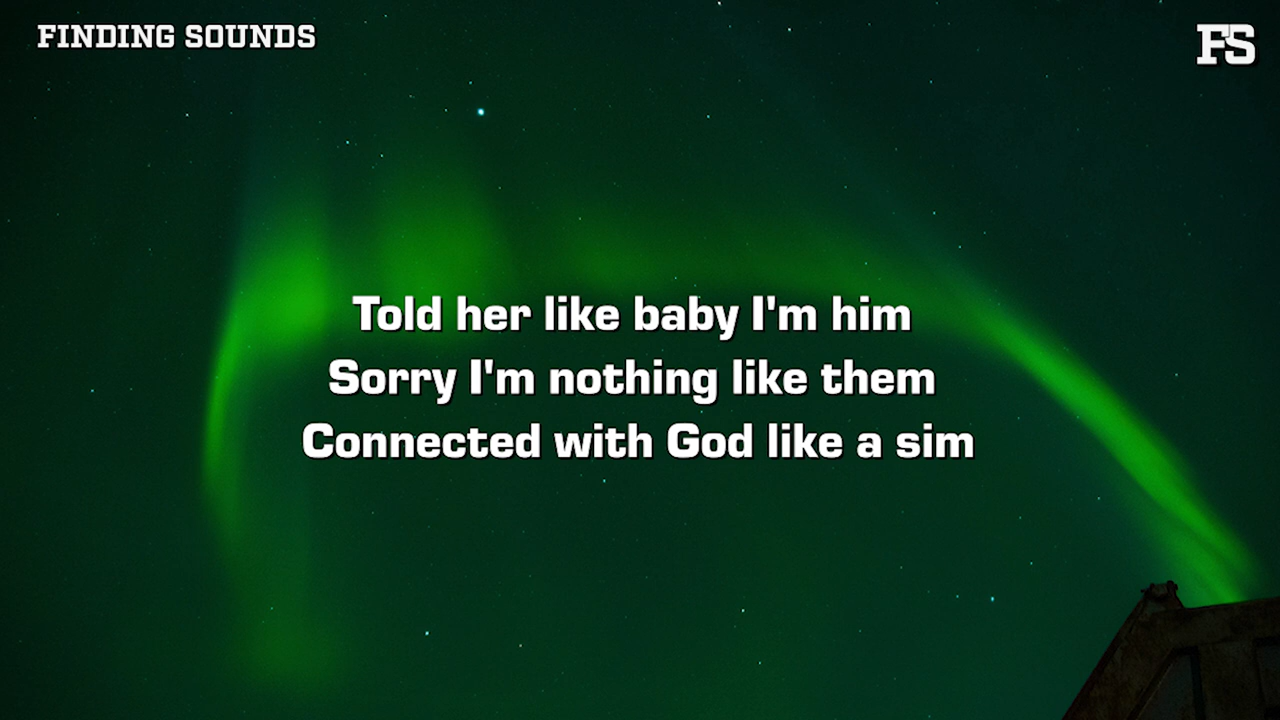 FINDING SOUNDS
FS
Told her like baby I'm him
Sorry I'm nothing like them
Connected with God like a sim